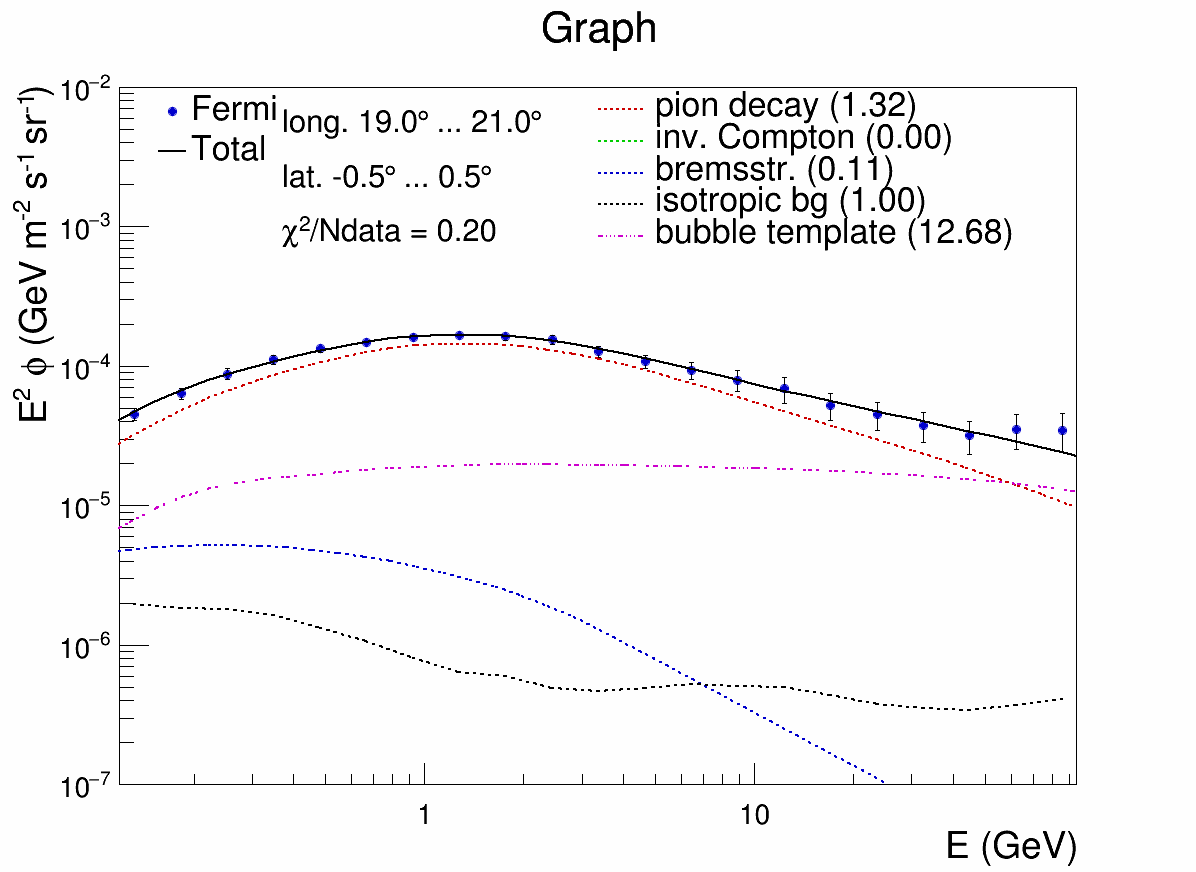 Graph
E² ϕ (GeV m⁻² s⁻¹ sr⁻¹)
10⁻²
10⁻³
10⁻⁴
10⁻⁵
10⁻⁶
10⁻⁷
Fermi
Total
long. 19.0° ... 21.0°
lat. -0.5° ... 0.5°
χ²/Ndata = 0.20
pion decay (1.32)
inv. Compton (0.00)
bremsstr. (0.11)
isotropic bg (1.00)
bubble template (12.68)
1
10
E (GeV)